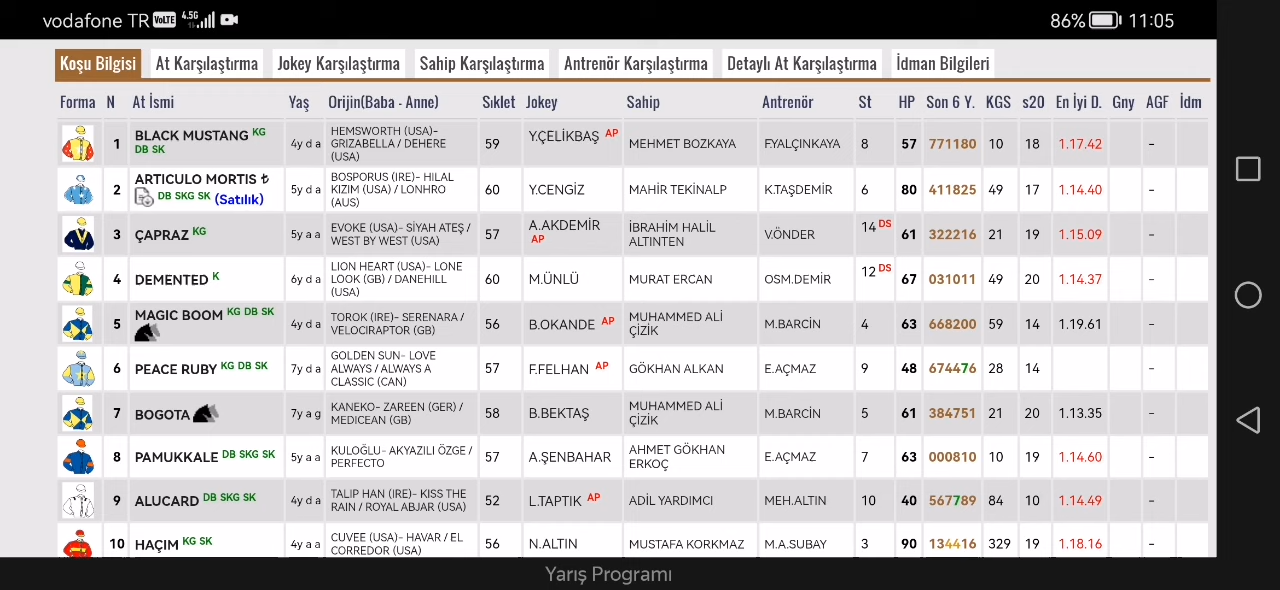 vodafone TR VoLTE 4.5G 86% 11:05
Koşu Bilgisi At Karşılaştırma Jokey Karşılaştırma Sahip Karşılaştırma Antrenör Karşılaştırma Detaylı At Karşılaştırma İdman Bilgileri
Forma N At İsmi Yaş Orijin(Baba - Anne) Sıklet Jokey Sahip Antrenör St HP Son 6 Y. KGS s20 En İyi D. Gny AGF İdm
1 BLACK MUSTANG KG DB SK 4y d a HEMSWORTH (USA)- GRIZABELLA / DEHERE (USA) 59 Y.ÇELİKBAŞ AP MEHMET BOZKAYA F.YALÇINKAYA 8 57 771180 10 18 1.17.42 -
2 ARTICULO MORTIS ₺ DB SKG SK (Satılık) 5y d a BOSPORUS (IRE)- HILAL KIZIM (USA) / LONHRO (AUS) 60 Y.CENGİZ MAHİR TEKİNALP K.TAŞDEMİR 6 80 411825 49 17 1.14.40 -
3 ÇAPRAZ KG 5y a a EVOKE (USA)- SİYAH ATEŞ / WEST BY WEST (USA) 57 A.AKDEMİR AP İBRAHİM HALİL ALTINTEN V.ÖNDER 14 DS 61 322216 21 19 1.15.09 -
4 DEMENTED K 6y d a LION HEART (USA)- LONE LOOK (GB) / DANEHILL (USA) 60 M.ÜNLÜ MURAT ERCAN OSM.DEMİR 12 DS 67 031011 49 20 1.14.37 -
5 MAGIC BOOM KG DB SK 4y d a TOROK (IRE)- SERENARA / VELOCIRAPTOR (GB) 56 B.OKANDE AP MUHAMMED ALİ ÇİZİK M.BARCİN 4 63 668200 59 14 1.19.61 -
6 PEACE RUBY KG DB SK 7y d a GOLDEN SUN- LOVE ALWAYS / ALWAYS A CLASSIC (CAN) 57 F.FELHAN AP GÖKHAN ALKAN E.AÇMAZ 9 48 674476 28 14 -
7 BOGOTA 7y a g KANEKO- ZAREEN (GER) / MEDICEAN (GB) 58 B.BEKTAŞ MUHAMMED ALİ ÇİZİK M.BARCİN 5 61 384751 21 20 1.13.35 -
8 PAMUKKALE DB SKG SK 5y a a KULOĞLU- AKYAZILI ÖZGE / PERFECTO 57 A.ŞENBAHAR AHMET GÖKHAN ERKOÇ E.AÇMAZ 7 63 000810 10 19 1.14.60 -
9 ALUCARD DB SKG SK 4y d a TALIP HAN (IRE)- KISS THE RAIN / ROYAL ABJAR (USA) 52 L.TAPTIK AP ADİL YARDIMCI MEH.ALTIN 10 40 567789 84 10 1.14.49 -
10 HAÇIM KG SK 4y a a CUVEE (USA)- HAVAR / EL CORREDOR (USA) 56 N.ALTIN MUSTAFA KORKMAZ M.A.SUBAY 3 90 134416 329 19 1.18.16 -
Yarış Programı